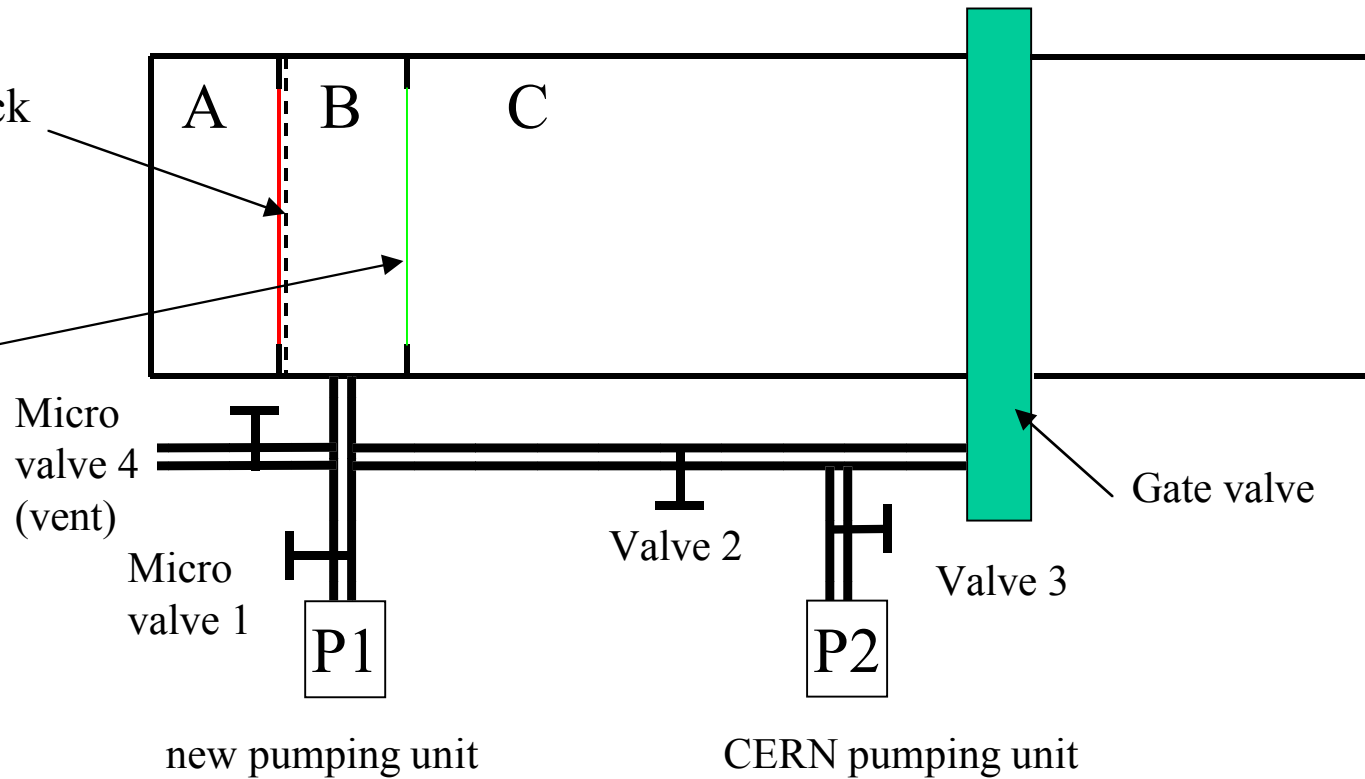 A
B
C
Micro
valve 4
(vent)
Micro
valve 1
Valve 2
Valve 3
Gate valve
P1
P2
new pumping unit
CERN pumping unit